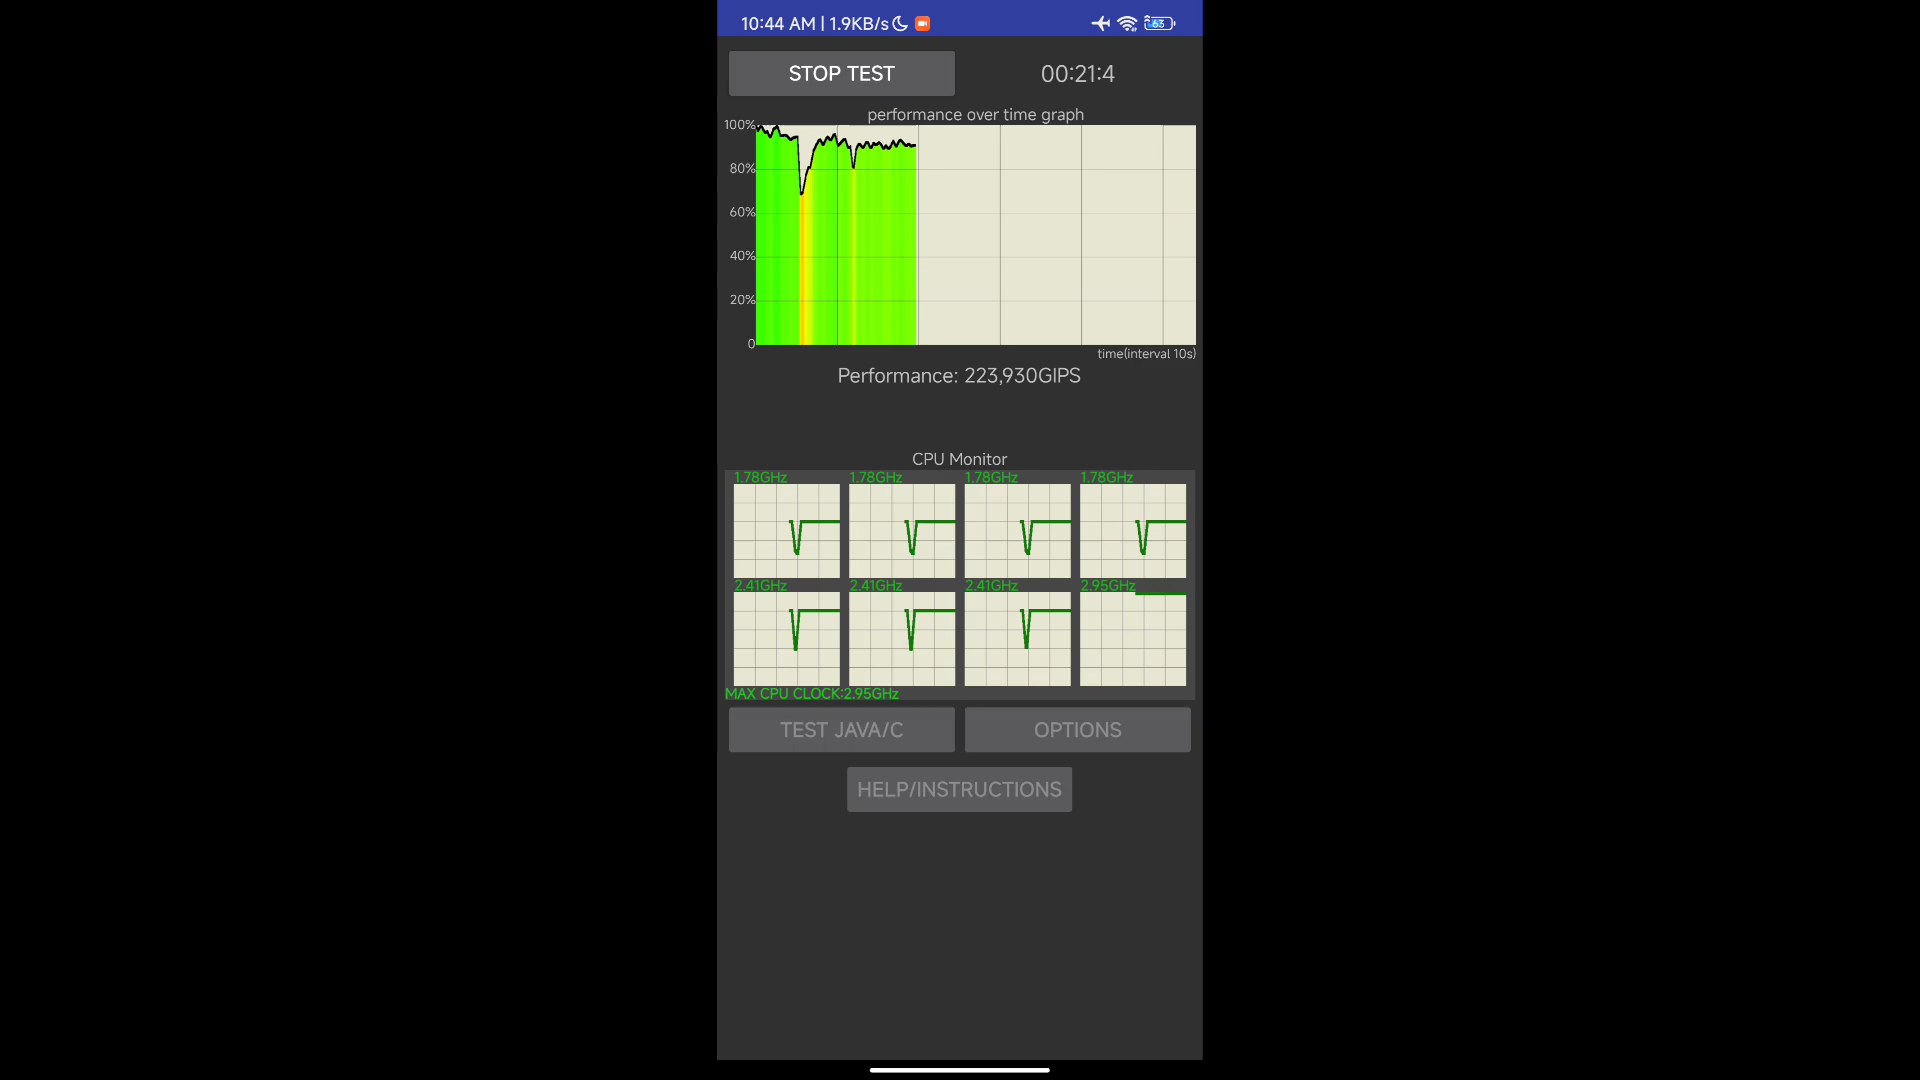 10:44 AM | 1.9KB/s 63
STOP TEST 00:21:4
performance over time graph
100%
80%
60%
40%
20%
0
time(interval 10s)
Performance: 223,930GIPS
CPU Monitor
1.78GHz 1.78GHz 1.78GHz 1.78GHz
2.41GHz 2.41GHz 2.41GHz 2.95GHz
MAX CPU CLOCK:2.95GHz
TEST JAVA/C OPTIONS
HELP/INSTRUCTIONS